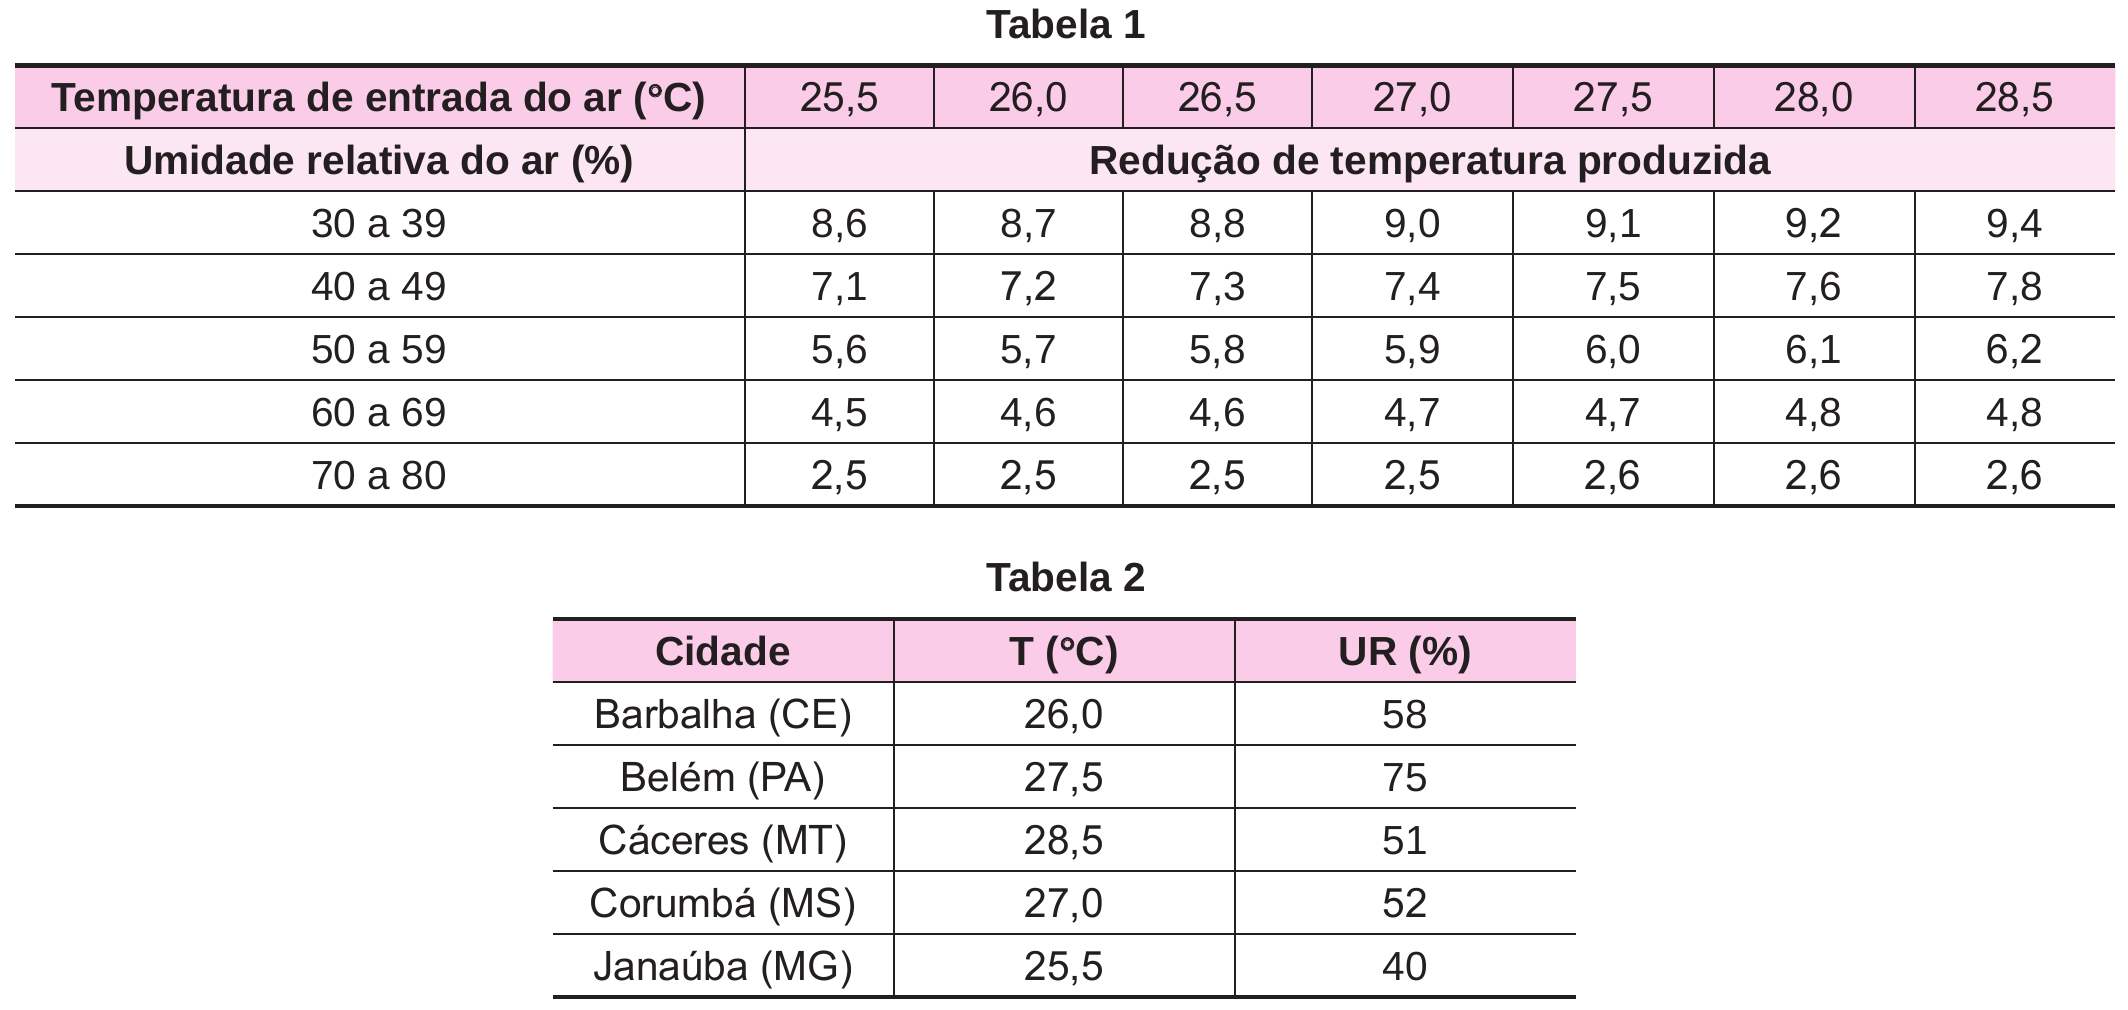 Tabela 1
Temperatura de entrada do ar (°C) 25,5 26,0 26,5 27,0 27,5 28,0 28,5
Umidade relativa do ar (%) Redução de temperatura produzida
30 a 39 8,6 8,7 8,8 9,0 9,1 9,2 9,4
40 a 49 7,1 7,2 7,3 7,4 7,5 7,6 7,8
50 a 59 5,6 5,7 5,8 5,9 6,0 6,1 6,2
60 a 69 4,5 4,6 4,6 4,7 4,7 4,8 4,8
70 a 80 2,5 2,5 2,5 2,5 2,6 2,6 2,6
Tabela 2
Cidade T (°C) UR (%)
Barbalha (CE) 26,0 58
Belém (PA) 27,5 75
Cáceres (MT) 28,5 51
Corumbá (MS) 27,0 52
Janaúba (MG) 25,5 40